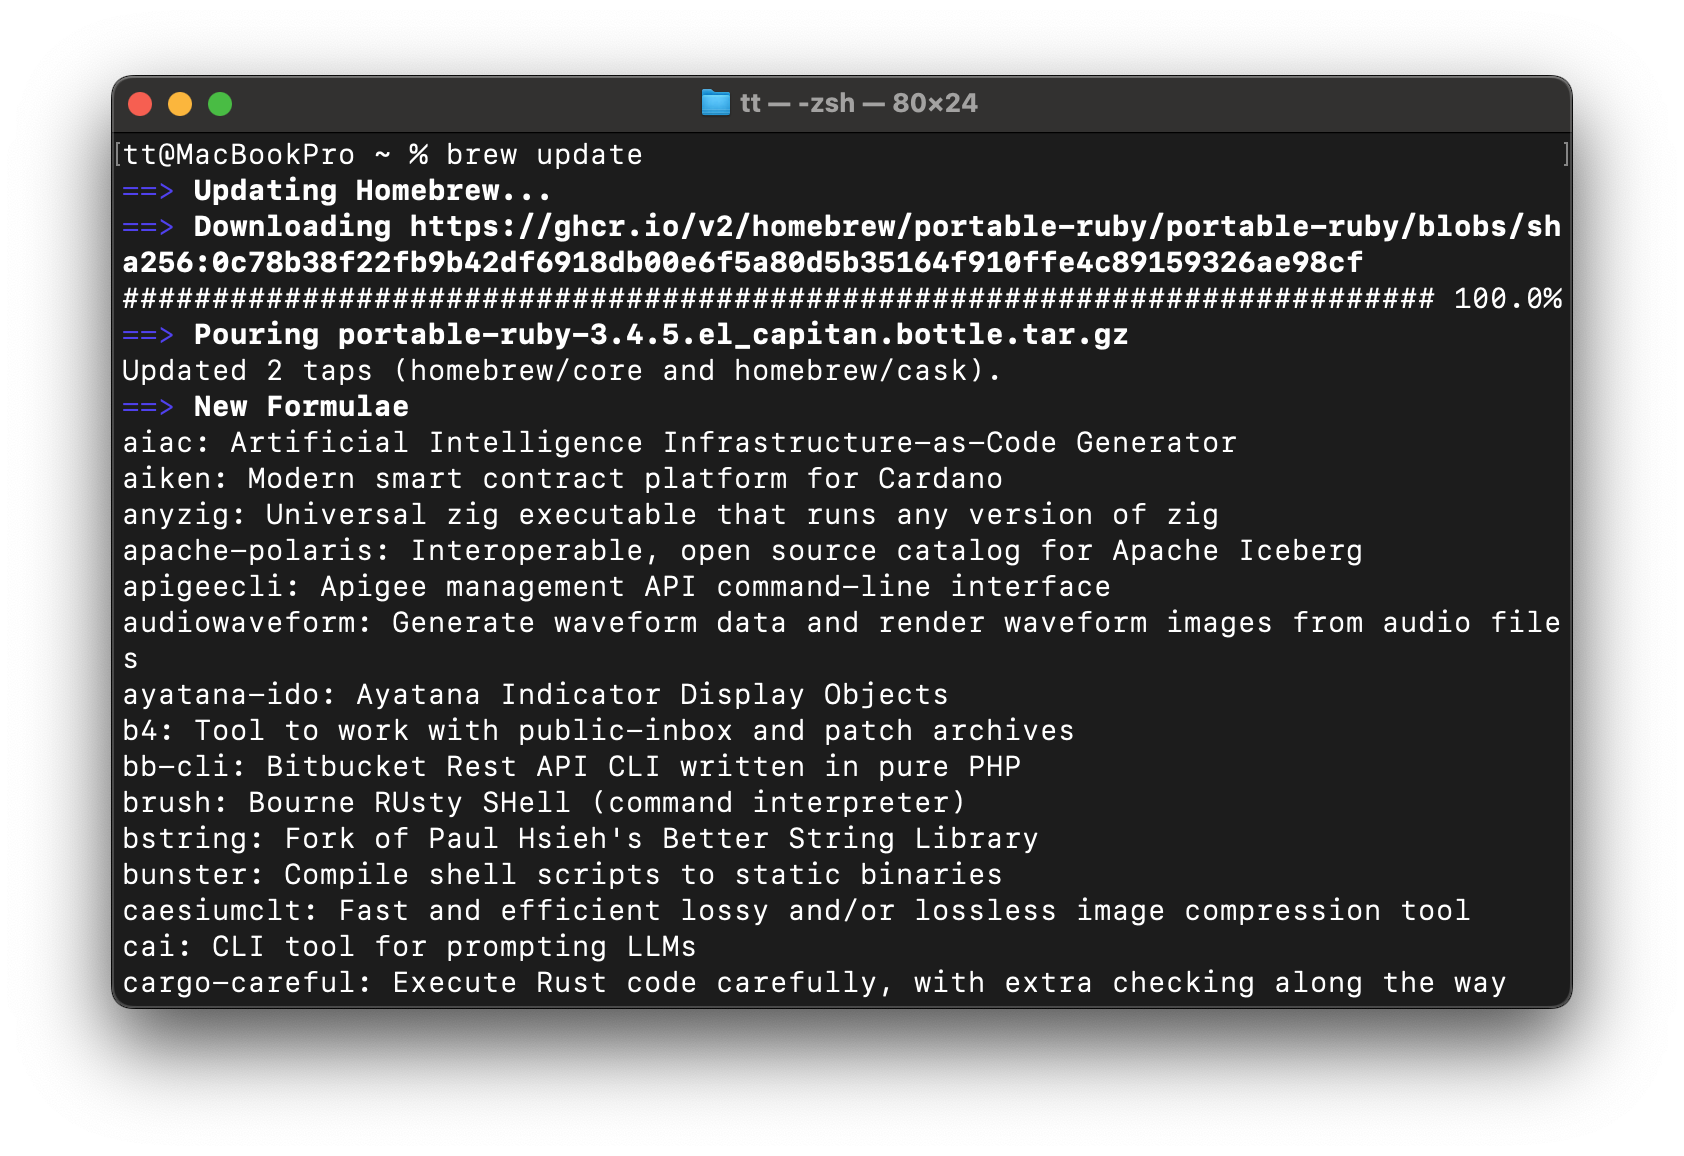 tt — -zsh — 80×24
tt@MacBookPro ~ % brew update
==> Updating Homebrew...
==> Downloading https://ghcr.io/v2/homebrew/portable-ruby/portable-ruby/blobs/sh
a256:0c78b38f22fb9b42df6918db00e6f5a80d5b35164f910ffe4c89159326ae98cf
######################################################################### 100.0%
==> Pouring portable-ruby-3.4.5.el_capitan.bottle.tar.gz
Updated 2 taps (homebrew/core and homebrew/cask).
==> New Formulae
aiac: Artificial Intelligence Infrastructure-as-Code Generator
aiken: Modern smart contract platform for Cardano
anyzig: Universal zig executable that runs any version of zig
apache-polaris: Interoperable, open source catalog for Apache Iceberg
apigeecli: Apigee management API command-line interface
audiowaveform: Generate waveform data and render waveform images from audio file
s
ayatana-ido: Ayatana Indicator Display Objects
b4: Tool to work with public-inbox and patch archives
bb-cli: Bitbucket Rest API CLI written in pure PHP
brush: Bourne RUsty SHell (command interpreter)
bstring: Fork of Paul Hsieh's Better String Library
bunster: Compile shell scripts to static binaries
caesiumclt: Fast and efficient lossy and/or lossless image compression tool
cai: CLI tool for prompting LLMs
cargo-careful: Execute Rust code carefully, with extra checking along the way